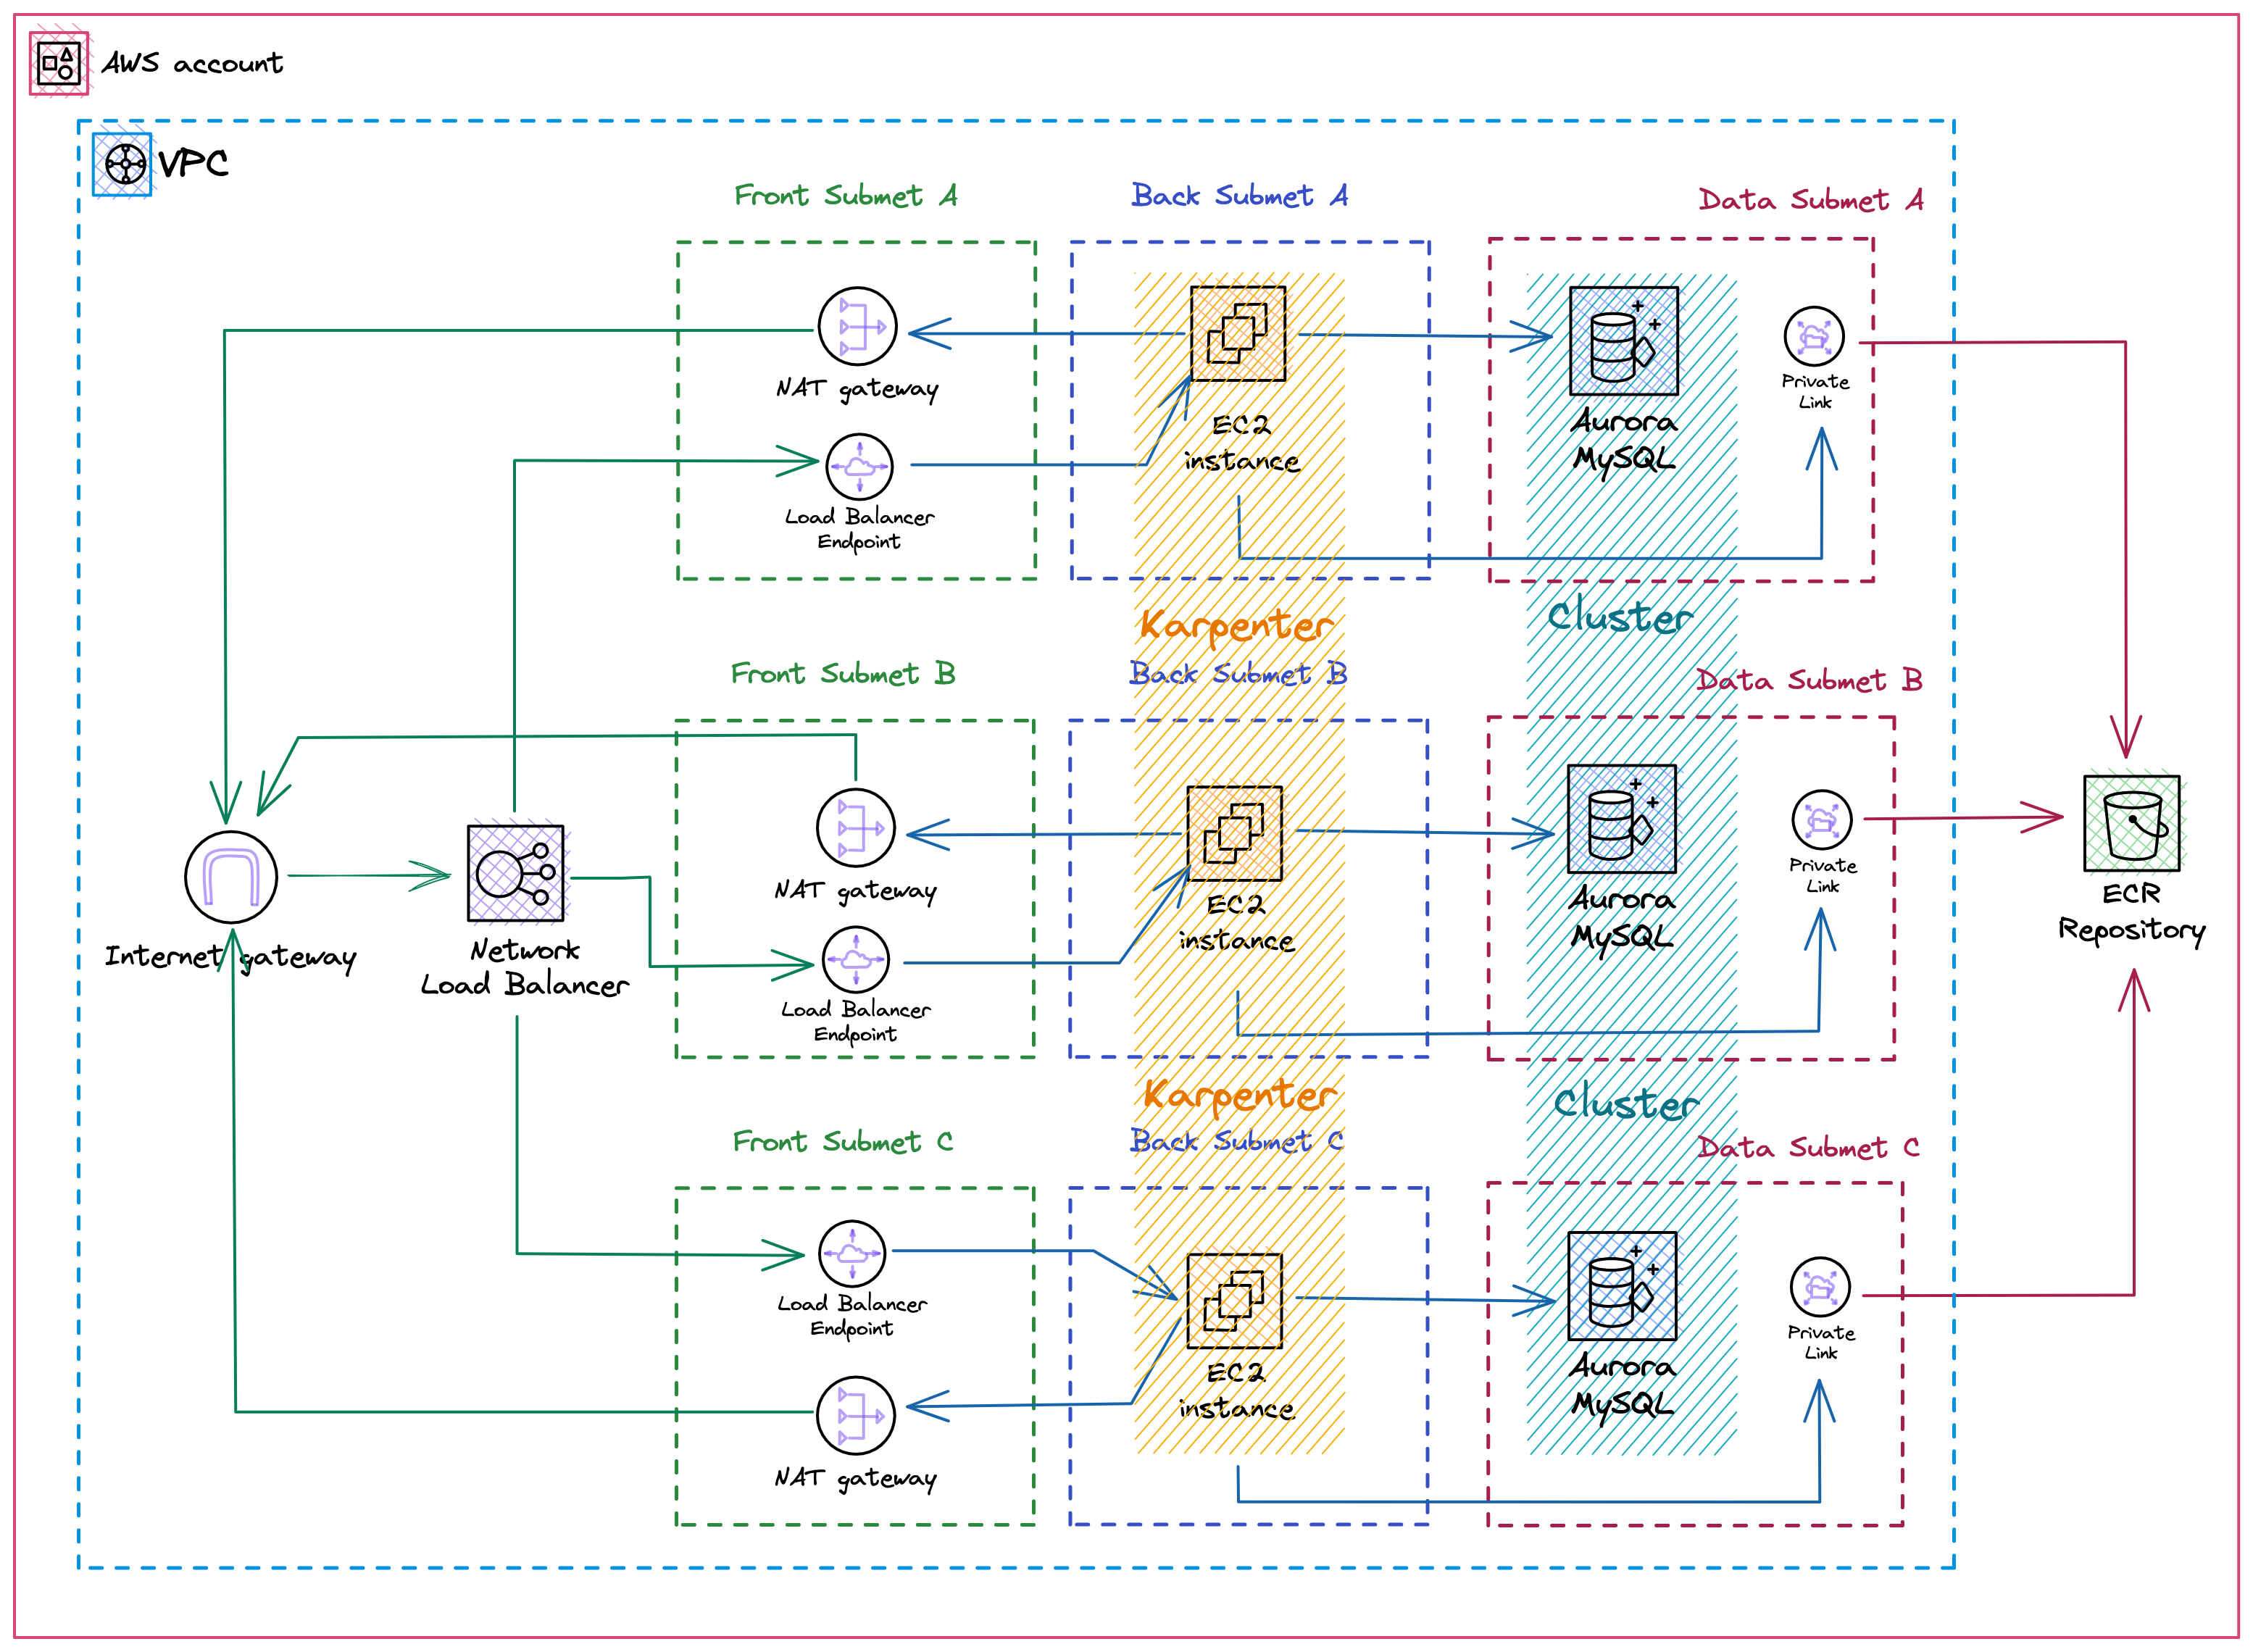 AWS account
VPC
Front Submet A
Back Submet A
Data Submet A
NAT gateway
Load Balancer
Endpoint
EC2
instance
Aurora
MySQL
Private
Link
Karpenter
Cluster
Front Submet B
Back Submet B
Data Submet B
Internet gateway
Network
Load Balancer
NAT gateway
Load Balancer
Endpoint
EC2
instance
Aurora
MySQL
Private
Link
ECR
Repository
Karpenter
Cluster
Front Submet C
Back Submet C
Data Submet C
Load Balancer
Endpoint
NAT gateway
EC2
instance
Aurora
MySQL
Private
Link